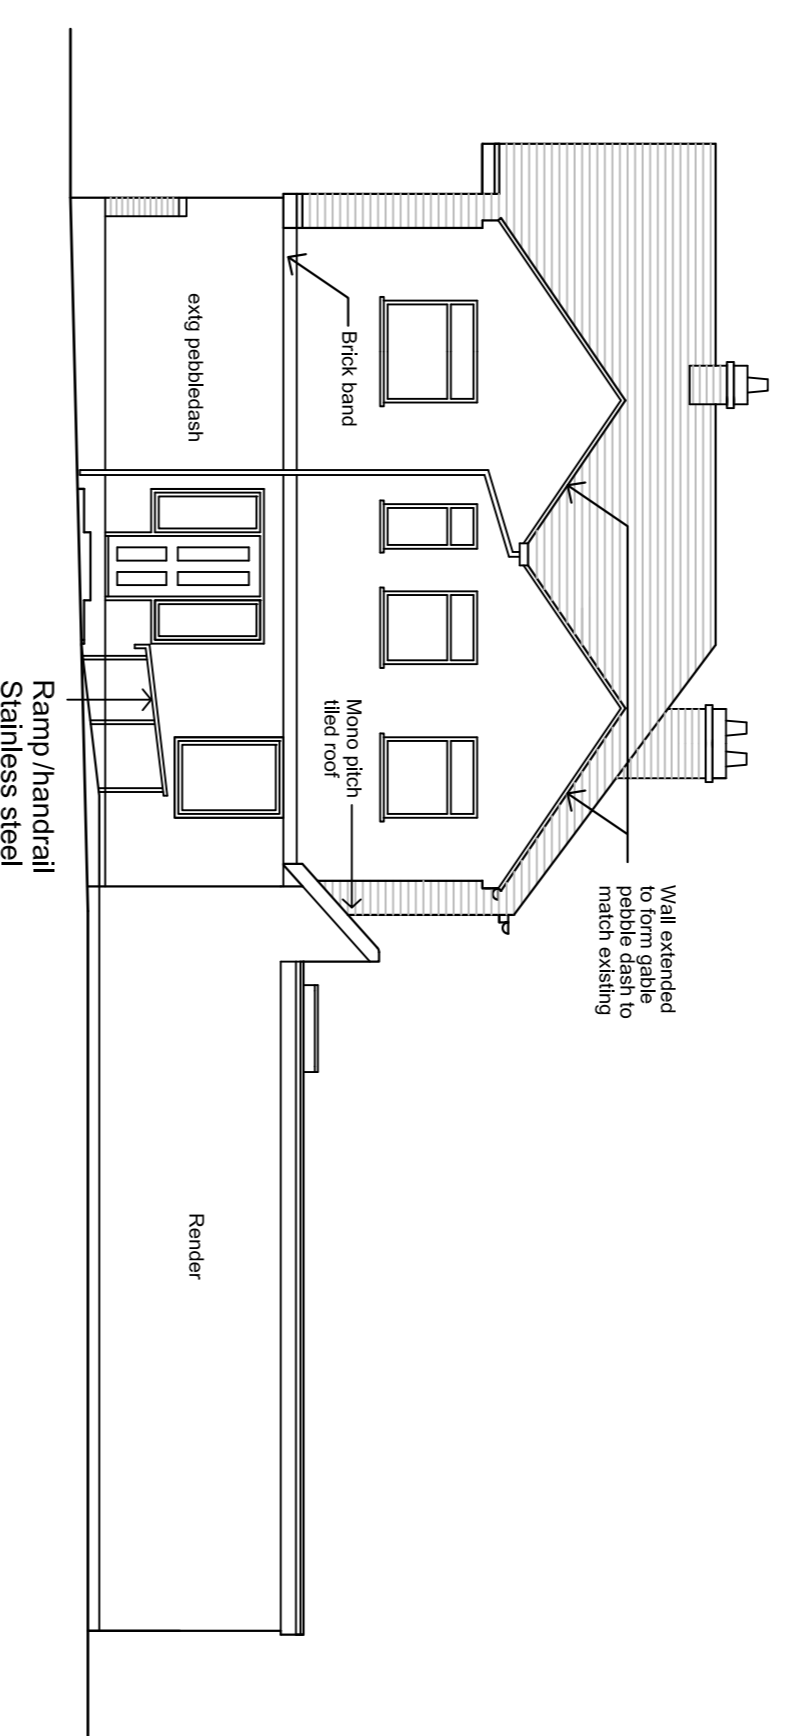 Wall extended
to form gable
pebble dash to
match existing
Brick band
Mono pitch
tiled roof
extg pebbledash
Render
Ramp /handrail
Stainless steel